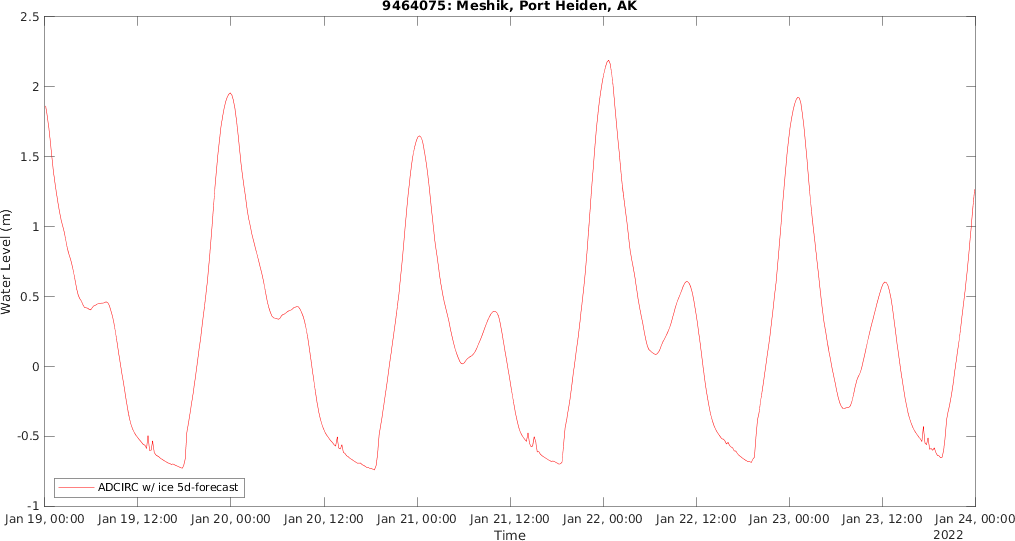 9464075: Meshik, Port Heiden, AK
2.5
2
1.5
1
0.5
0
-0.5
-1
Water Level (m)
ADCIRC w/ ice 5d-forecast
Jan 19, 00:00 Jan 19, 12:00 Jan 20, 00:00 Jan 20, 12:00 Jan 21, 00:00 Jan 21, 12:00 Jan 22, 00:00 Jan 22, 12:00 Jan 23, 00:00 Jan 23, 12:00 Jan 24, 00:00
Time
2022